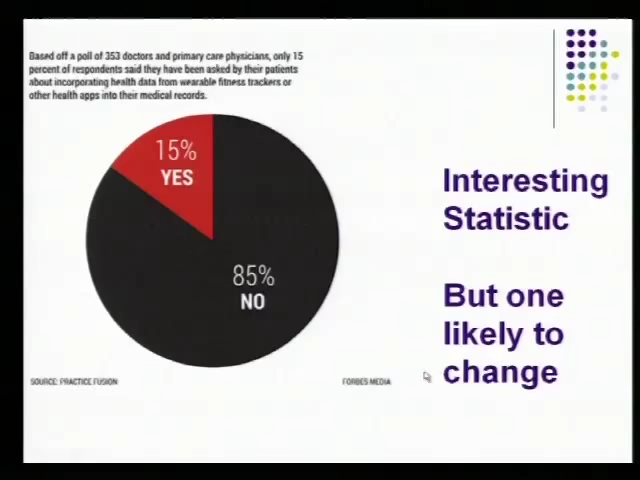 Based off a poll of 353 doctors and primary care physicians, only 15
percent of respondents said they have been asked by their patients
about incorporating health data from wearable fitness trackers or
other health apps into their medical records.
15%
YES
85%
NO
SOURCE: PRACTICE FUSION
FORBES MEDIA
Interesting
Statistic
But one
likely to
change